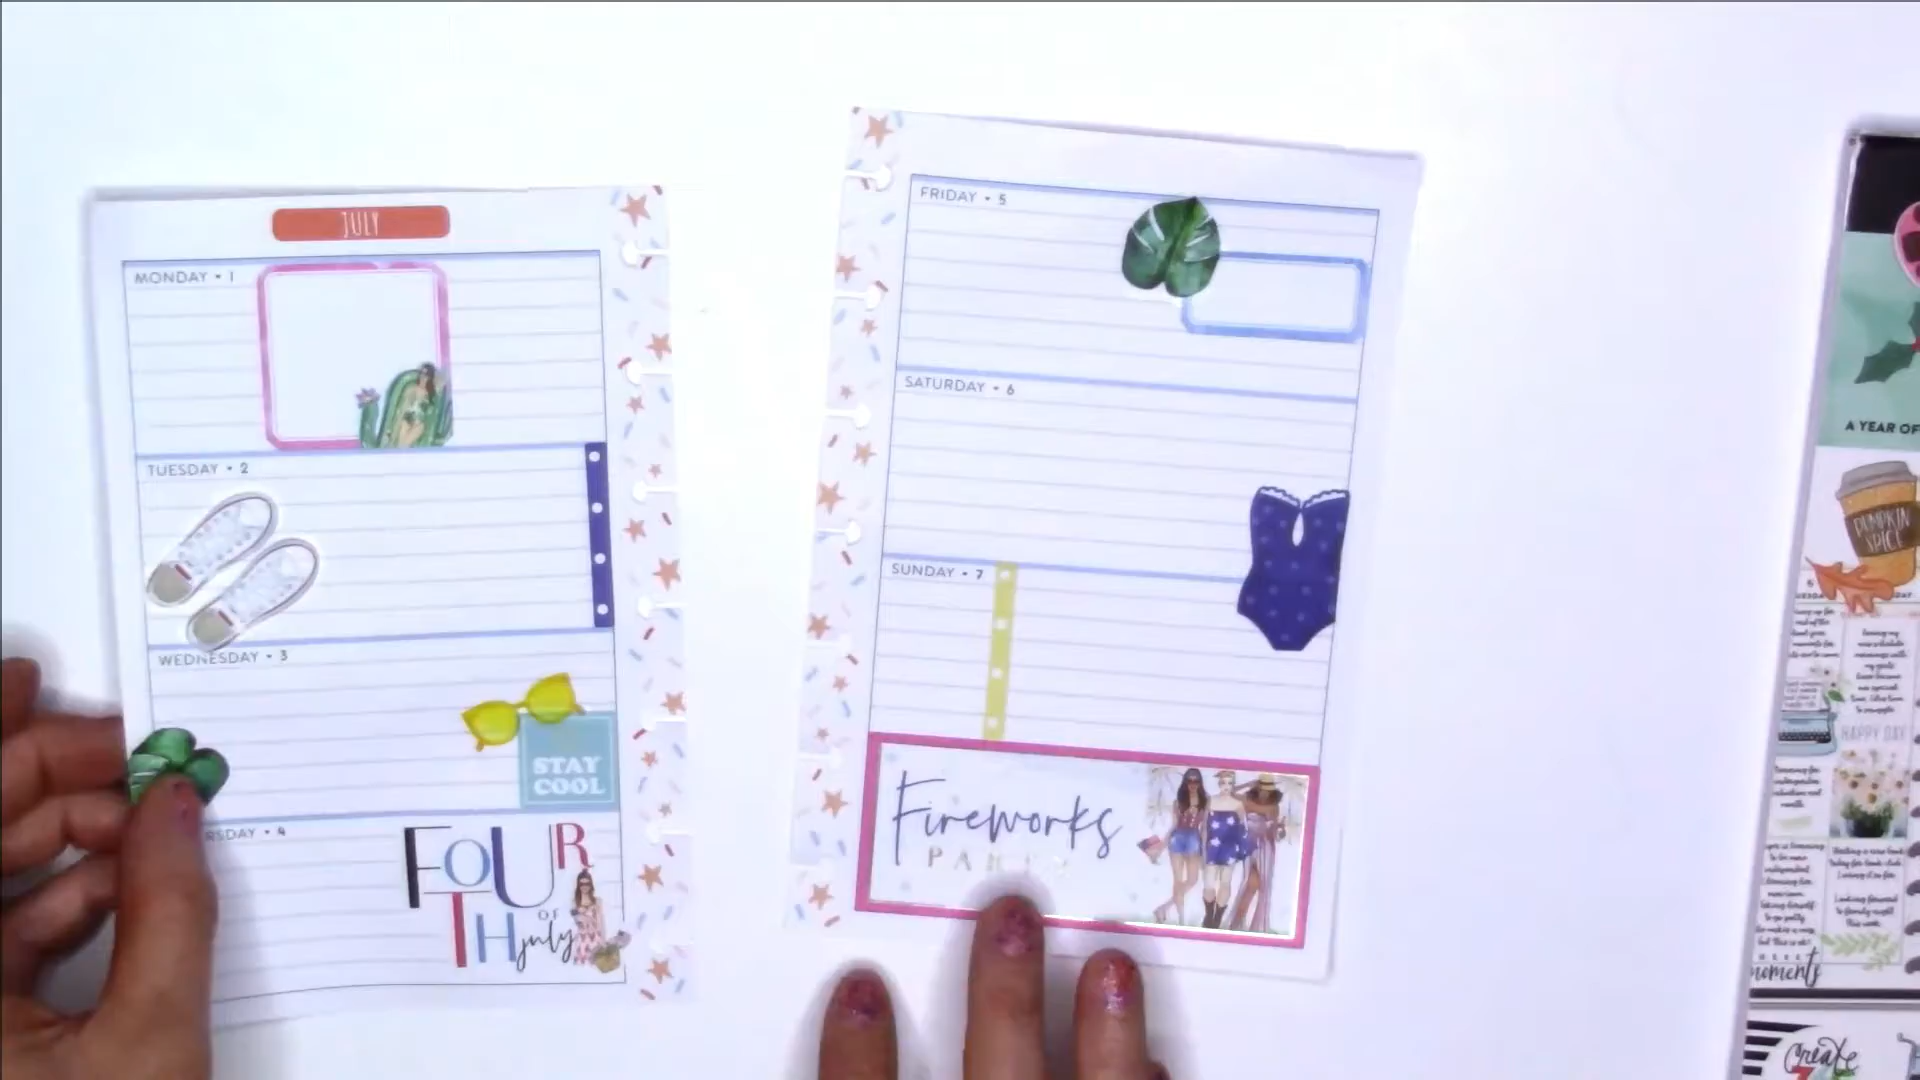 JULY
MONDAY • 1
TUESDAY • 2
WEDNESDAY • 3
STAY
COOL
RSDAY • 4
FOUR
TH OF
july
FRIDAY • 5
SATURDAY • 6
SUNDAY • 7
Fireworks
PARTY
A YEAR OF
PUMPKIN
SPICE
HAPPY DAY
moments
Create